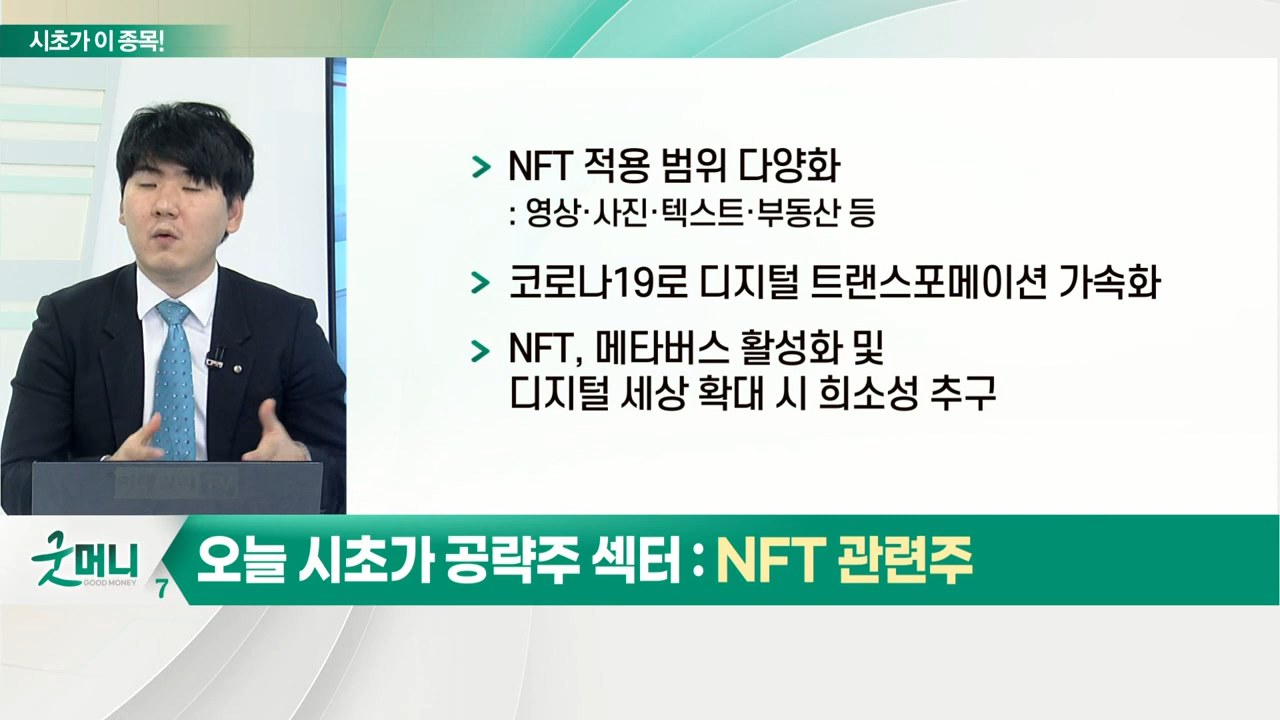 시초가 이 종목!
NFT 적용 범위 다양화
: 영상·사진·텍스트·부동산 등
코로나19로 디지털 트랜스포메이션 가속화
NFT, 메타버스 활성화 및
디지털 세상 확대 시 희소성 추구
굿머니
GOOD MONEY
7
오늘 시초가 공략주 섹터 : NFT 관련주